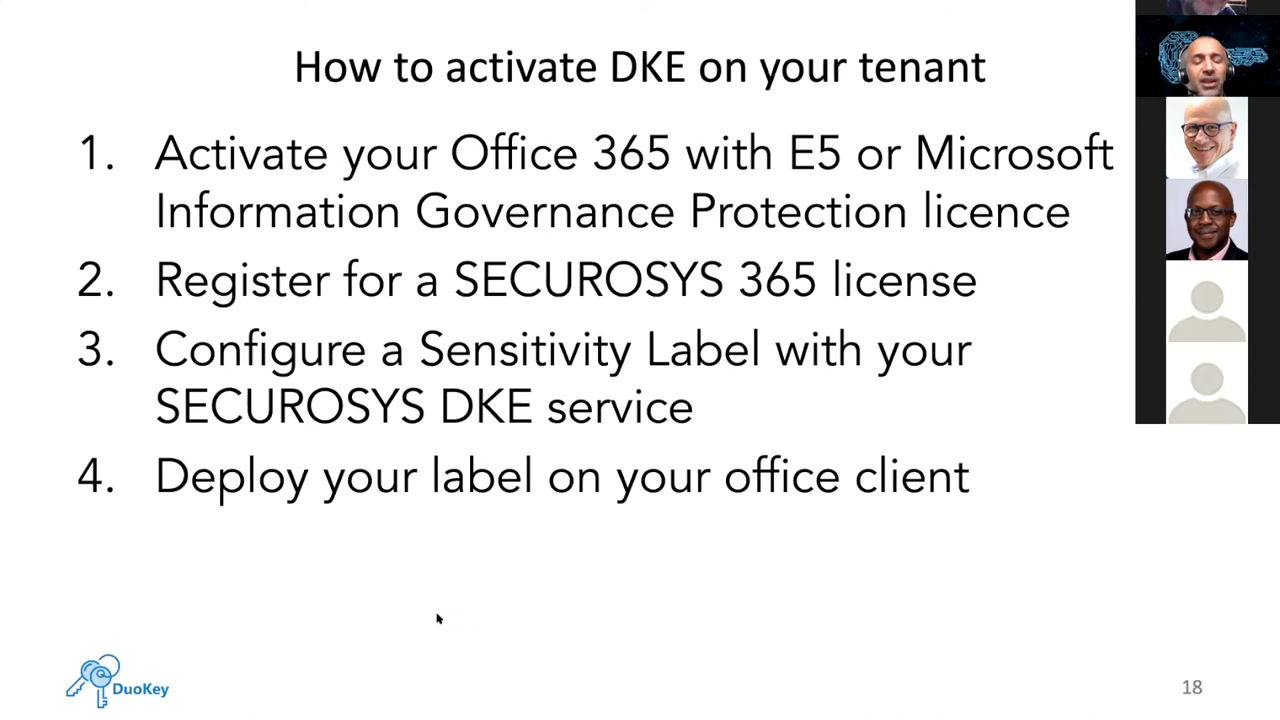 How to activate DKE on your tenant
1. Activate your Office 365 with E5 or Microsoft
Information Governance Protection licence
2. Register for a SECUROSYS 365 license
3. Configure a Sensitivity Label with your
SECUROSYS DKE service
4. Deploy your label on your office client
DuoKey
18